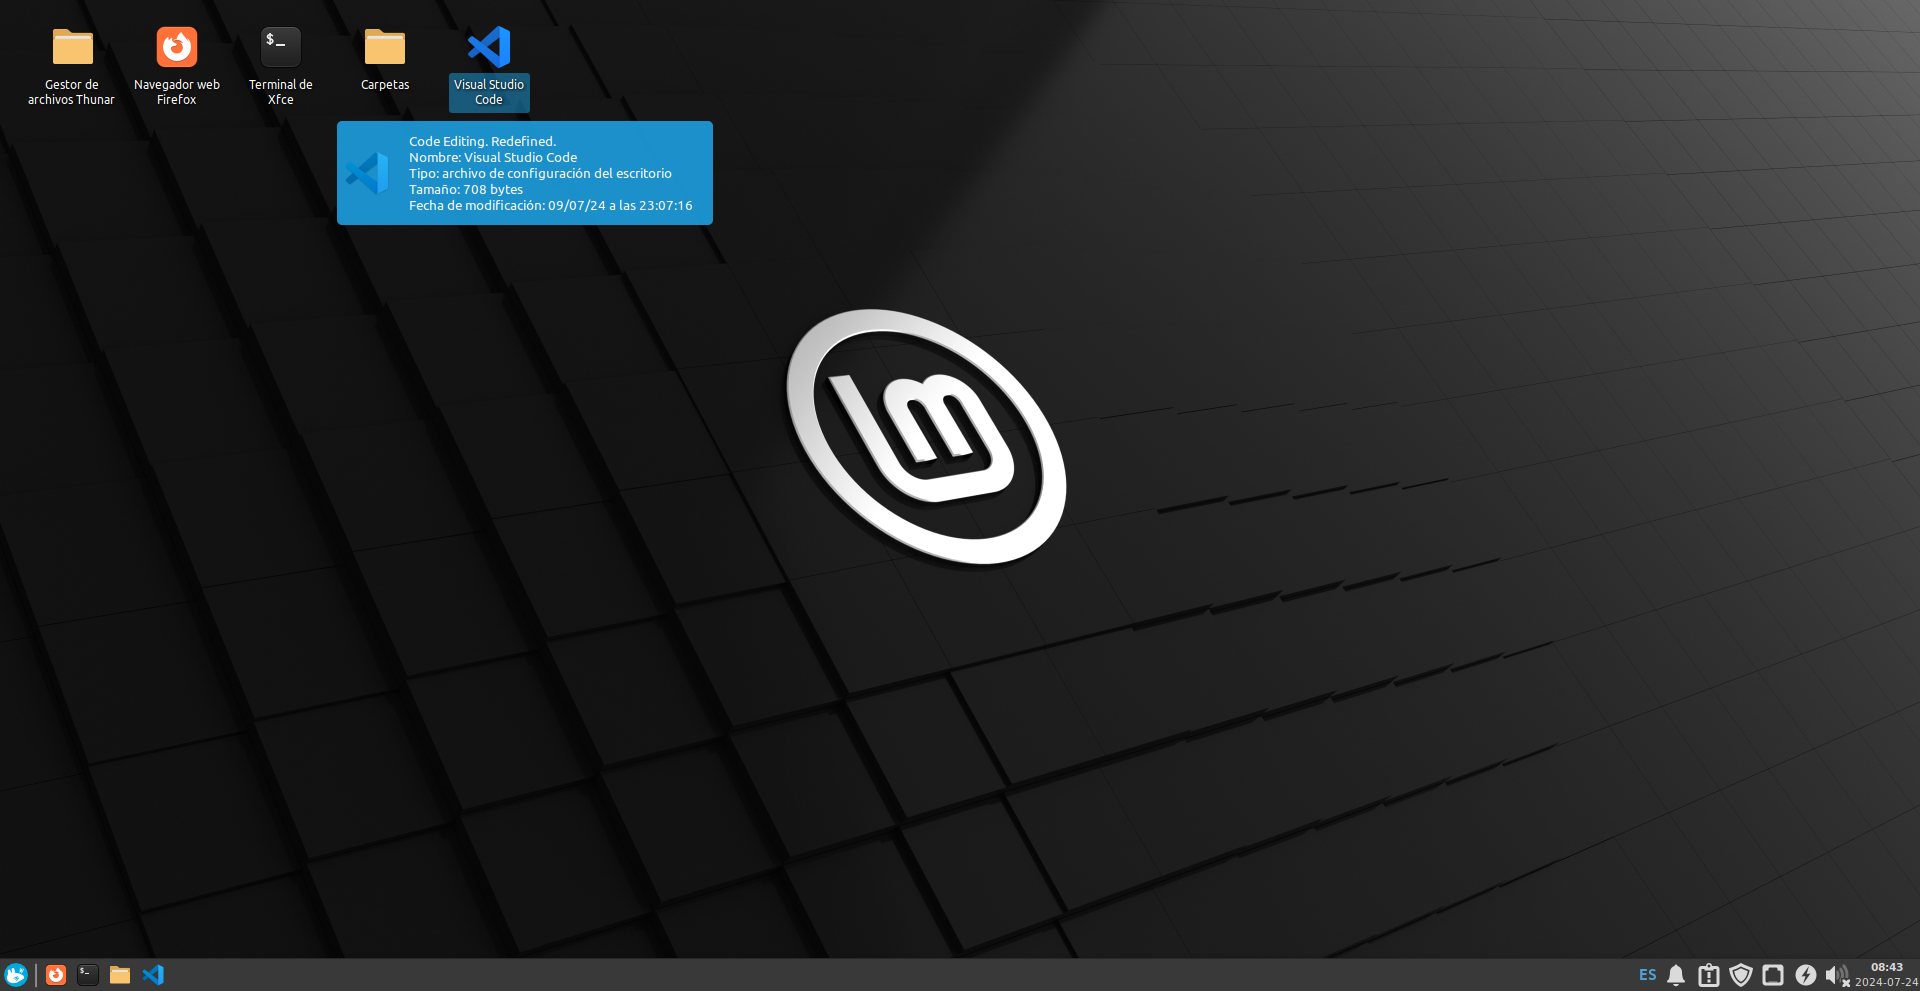 Gestor de
archivos Thunar
Navegador web
Firefox
$_
Terminal de
Xfce
Carpetas
Visual Studio
Code
Code Editing. Redefined.
Nombre: Visual Studio Code
Tipo: archivo de configuración del escritorio
Tamaño: 708 bytes
Fecha de modificación: 09/07/24 a las 23:07:16
lm
$_
ES
08:43
2024-07-24